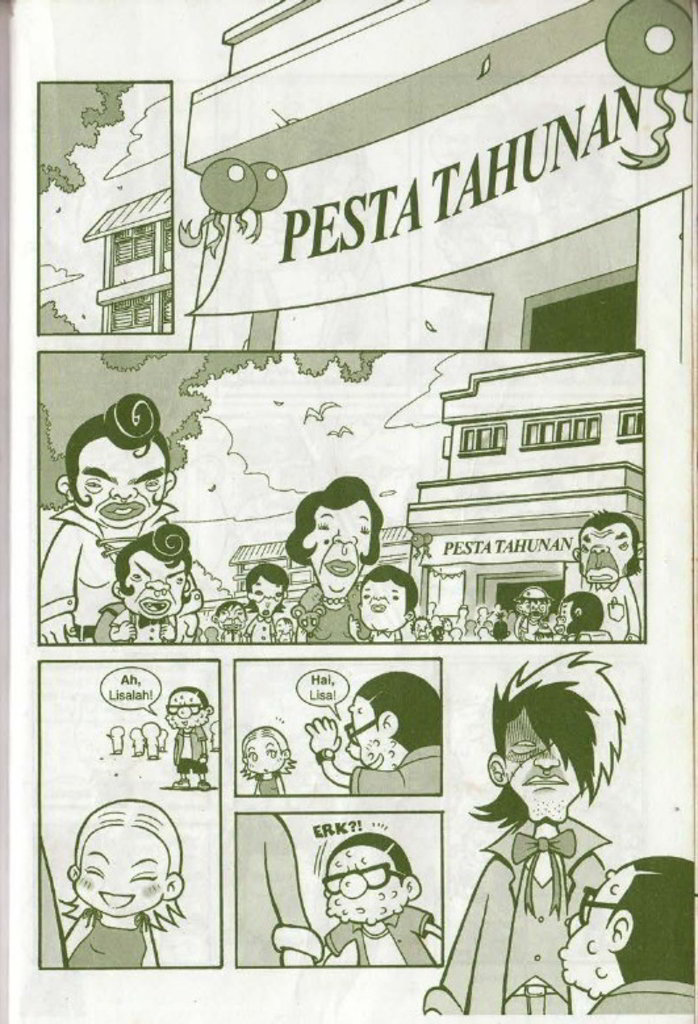 PESTA TAHUNAN
PESTA TAHUNAN
Ah,
Lisalah!
Hai,
Lisa!
ERK?!